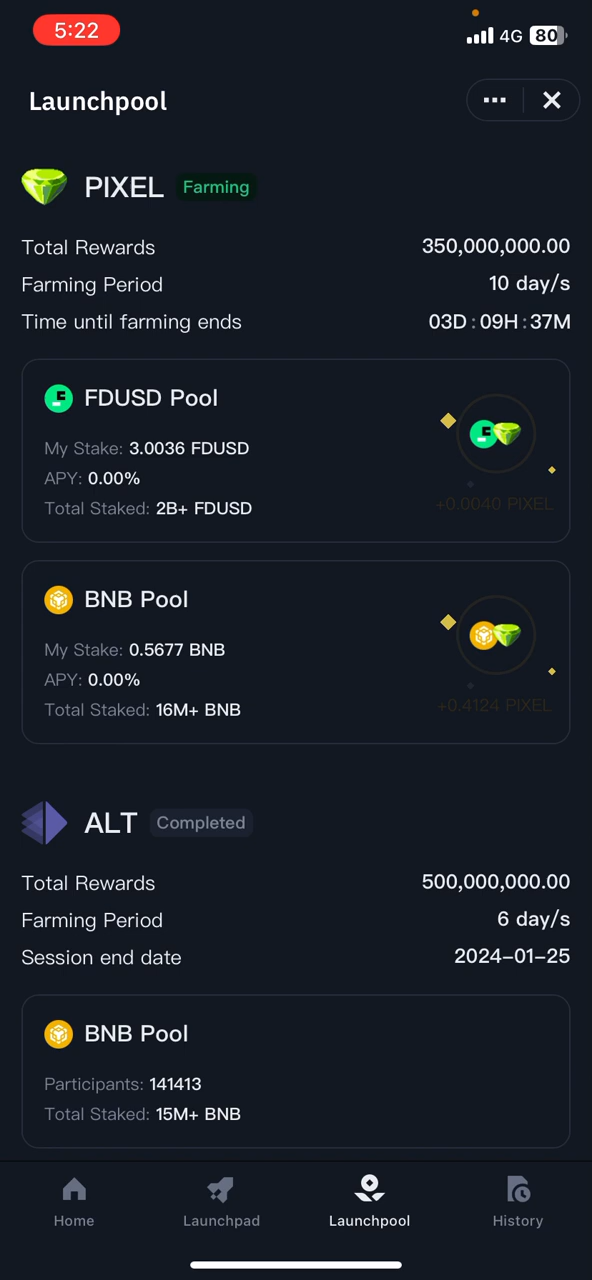 5:22
4G 80
Launchpool
PIXEL Farming
Total Rewards 350,000,000.00
Farming Period 10 day/s
Time until farming ends 03D:09H:37M
FDUSD Pool
My Stake: 3.0036 FDUSD
APY: 0.00%
Total Staked: 2B+ FDUSD
+0.0040 PIXEL
BNB Pool
My Stake: 0.5677 BNB
APY: 0.00%
Total Staked: 16M+ BNB
+0.4124 PIXEL
ALT Completed
Total Rewards 500,000,000.00
Farming Period 6 day/s
Session end date 2024-01-25
BNB Pool
Participants: 141413
Total Staked: 15M+ BNB
Home Launchpad Launchpool History